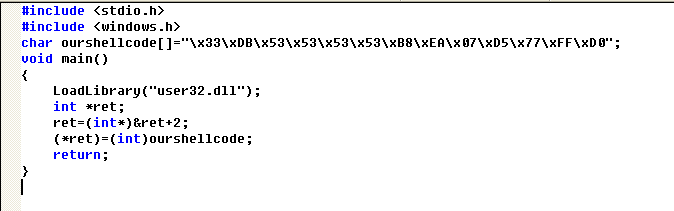 #include <stdio.h>
#include <windows.h>
char ourshellcode[]="\x33\xDB\x53\x53\x53\x53\xB8\xEA\x07\xD5\x77\xFF\xD0";
void main()
{
    LoadLibrary("user32.dll");
    int *ret;
    ret=(int*)&ret+2;
    (*ret)=(int)ourshellcode;
    return;
}